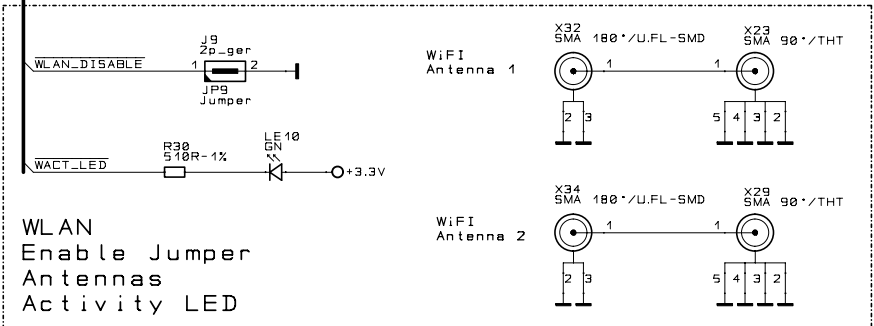 J9
2p_ger
WLAN_DISABLE
1
2
JP9
Jumper
WiFI
Antenna 1
X32
SMA 180°/U.FL-SMD
1
2
3
X23
SMA 90°/THT
1
5
4
3
2
WACT_LED
R30
510R-1%
LE10
GN
+3.3V
WiFI
Antenna 2
X34
SMA 180°/U.FL-SMD
1
2
3
X29
SMA 90°/THT
1
5
4
3
2
WLAN
Enable Jumper
Antennas
Activity LED